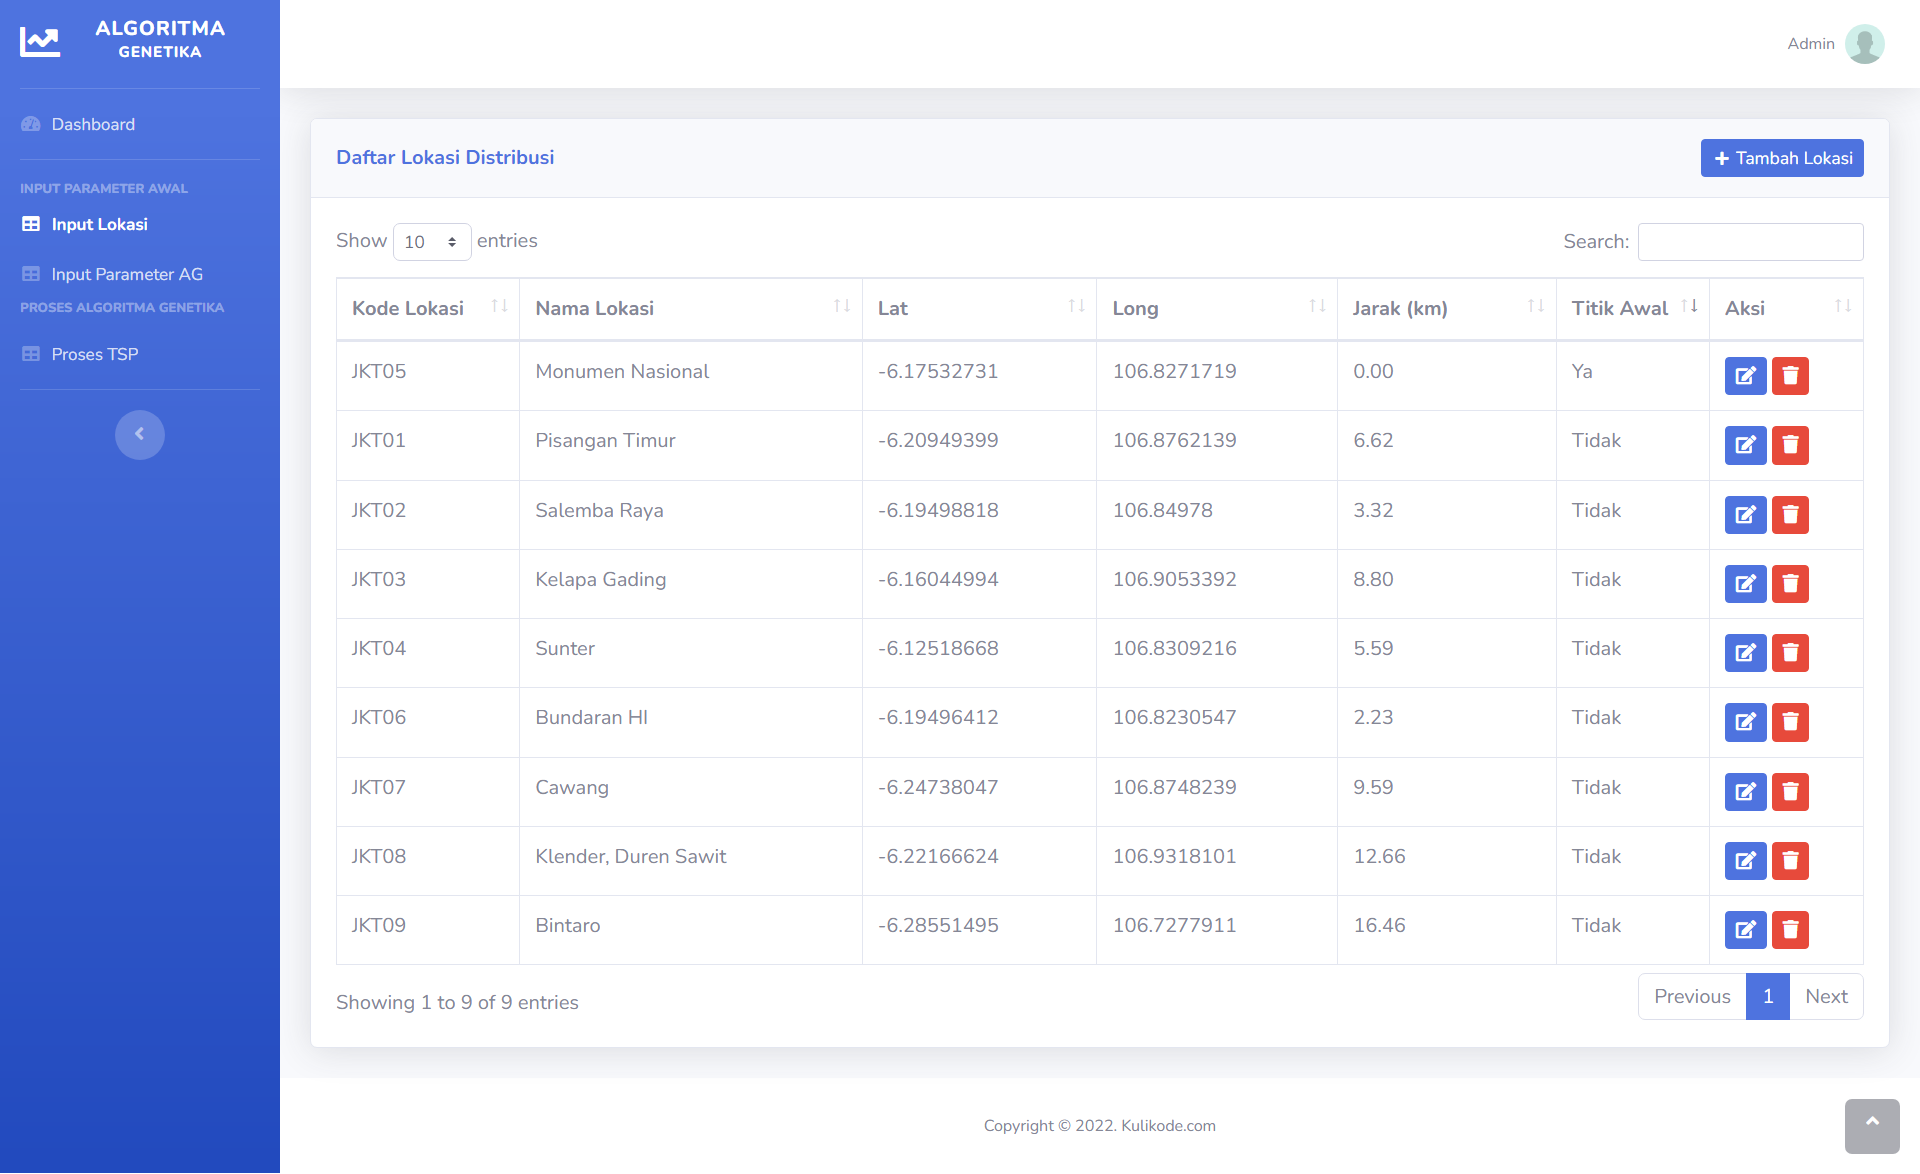 ALGORITMA
GENETIKA
Admin
Dashboard
INPUT PARAMETER AWAL
Input Lokasi
Input Parameter AG
PROSES ALGORITMA GENETIKA
Proses TSP
Daftar Lokasi Distribusi
Tambah Lokasi
Show 10 entries
Search:
Kode Lokasi Nama Lokasi Lat Long Jarak (km) Titik Awal Aksi
JKT05 Monumen Nasional -6.17532731 106.8271719 0.00 Ya
JKT01 Pisangan Timur -6.20949399 106.8762139 6.62 Tidak
JKT02 Salemba Raya -6.19498818 106.84978 3.32 Tidak
JKT03 Kelapa Gading -6.16044994 106.9053392 8.80 Tidak
JKT04 Sunter -6.12518668 106.8309216 5.59 Tidak
JKT06 Bundaran HI -6.19496412 106.8230547 2.23 Tidak
JKT07 Cawang -6.24738047 106.8748239 9.59 Tidak
JKT08 Klender, Duren Sawit -6.22166624 106.9318101 12.66 Tidak
JKT09 Bintaro -6.28551495 106.7277911 16.46 Tidak
Showing 1 to 9 of 9 entries
Previous 1 Next
Copyright © 2022. Kulikode.com